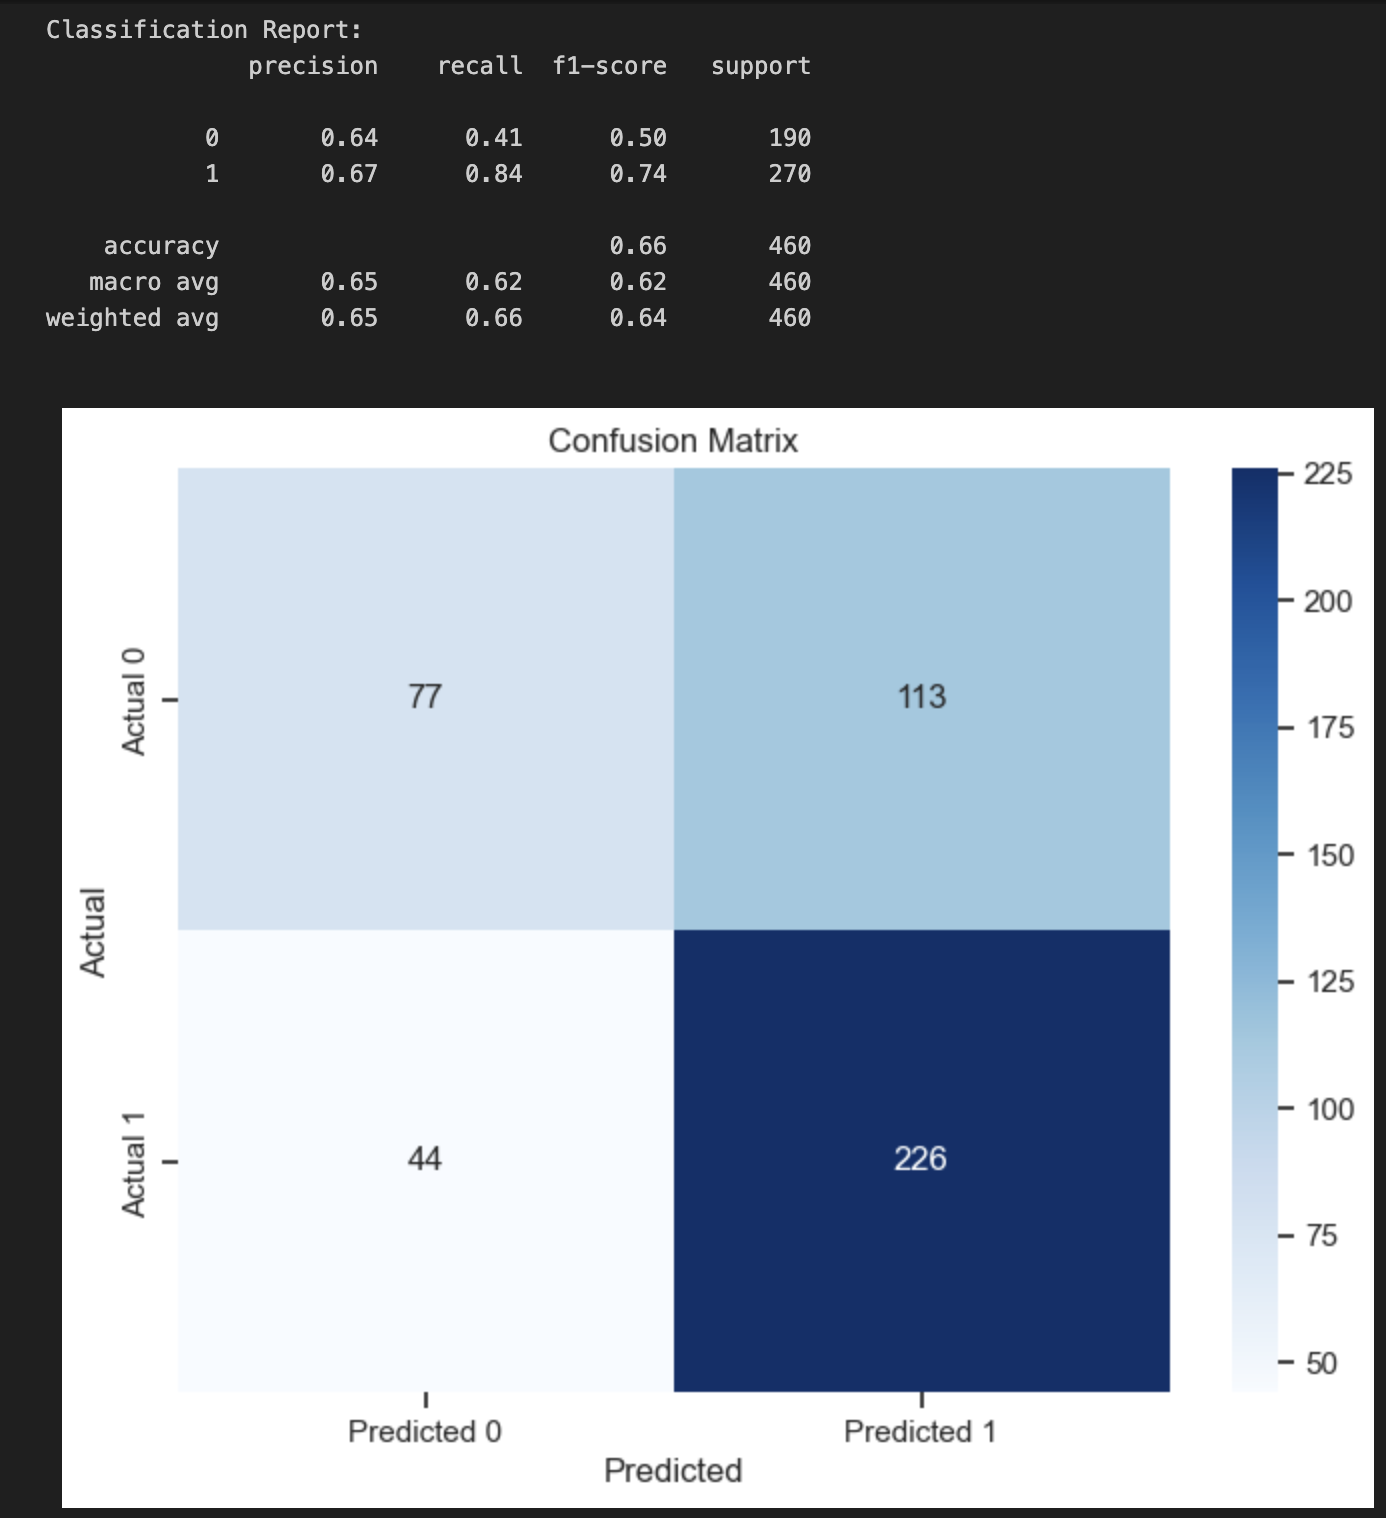 Classification Report:
precision recall f1-score support
0 0.64 0.41 0.50 190
1 0.67 0.84 0.74 270
accuracy 0.66 460
macro avg 0.65 0.62 0.62 460
weighted avg 0.65 0.66 0.64 460
Confusion Matrix
225
200
175
150
125
100
75
50
Actual
Actual 0
77 113
Actual 1
44 226
Predicted 0 Predicted 1
Predicted